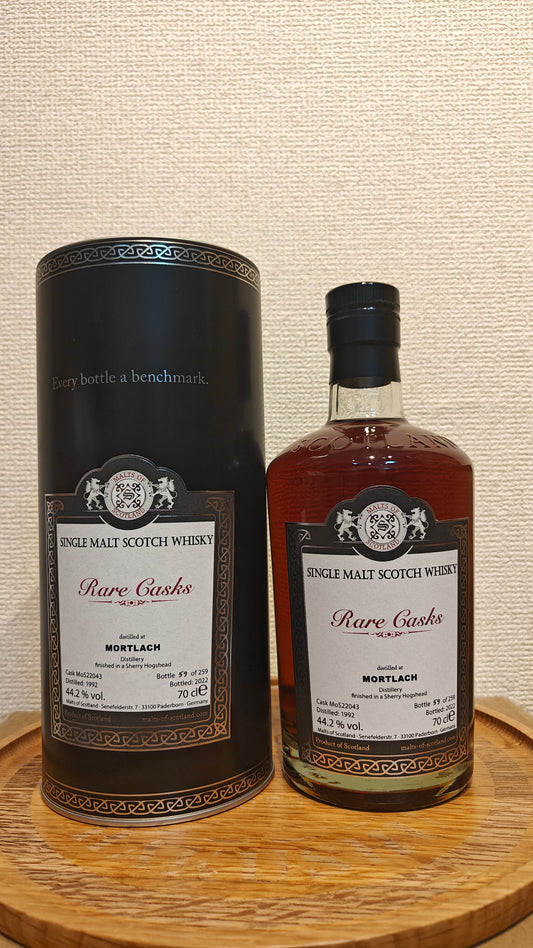 Every bottle a benchmark.
MALTS OF
S
SCOTLAND
SINGLE MALT SCOTCH WHISKY
Rare Casks
distilled at
MORTLACH
Distillery
finished in a Sherry Hogshead
Cask MoS22043
Bottle 59 of 259
Distilled: 1992
Bottled: 2022
44.2 % vol.
70 cl e
Malts of Scotland · Senefelderstr. 7 · 33100 Paderborn · Germany
Product of Scotland
malts-of-scotland.com
SCOTLAND
MALTS OF
S
SCOTLAND
SINGLE MALT SCOTCH WHISKY
Rare Casks
distilled at
MORTLACH
Distillery
finished in a Sherry Hogshead
Cask MoS22043
Bottle 59 of 259
Distilled: 1992
Bottled: 2022
44.2 % vol.
70 cl e
Malts of Scotland · Senefelderstr. 7 · 33100 Paderborn · Germany
Product of Scotland
malts-of-scotland.com